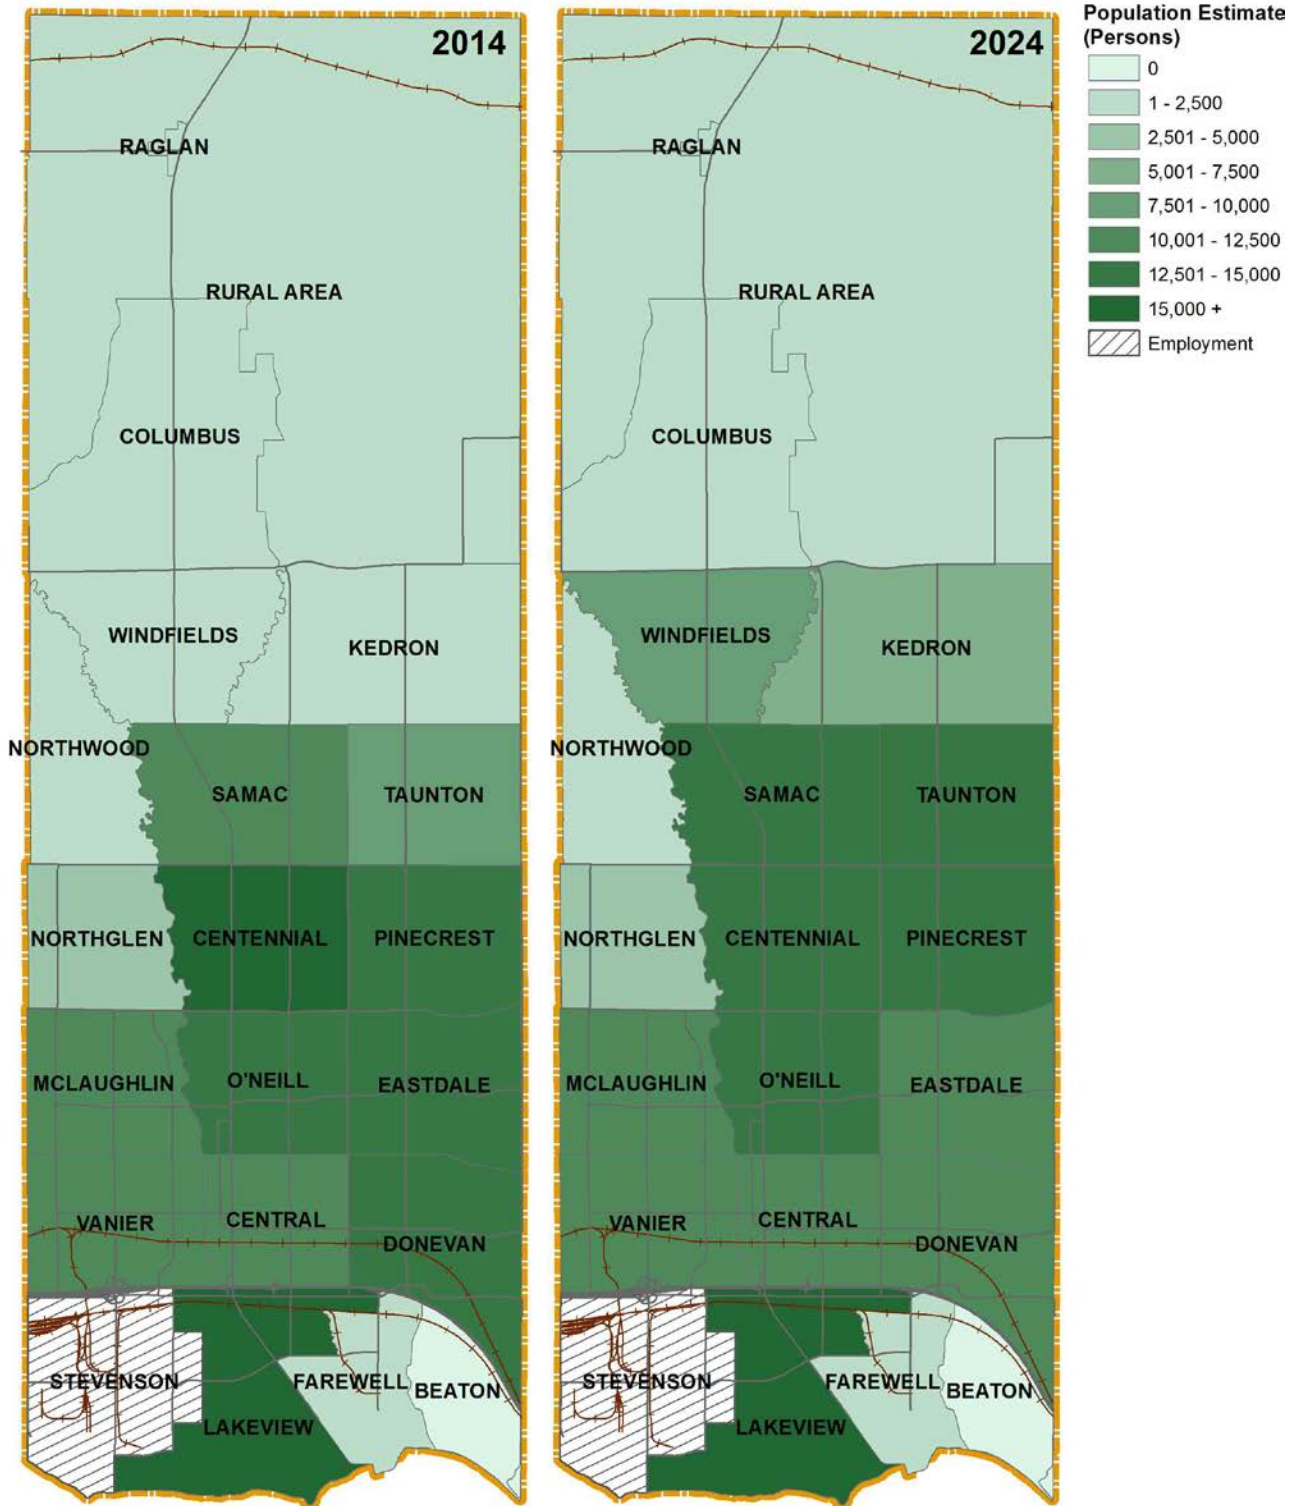 2014
RAGLAN
RURAL AREA
COLUMBUS
WINDFIELDS
KEDRON
NORTHWOOD
SAMAC
TAUNTON
NORTHGLEN
CENTENNIAL
PINECREST
MCLAUGHLIN
O'NEILL
EASTDALE
VANIER
CENTRAL
DONEVAN
STEVENSON
FAREWELL
BEATON
LAKEVIEW
2024
RAGLAN
RURAL AREA
COLUMBUS
WINDFIELDS
KEDRON
NORTHWOOD
SAMAC
TAUNTON
NORTHGLEN
CENTENNIAL
PINECREST
MCLAUGHLIN
O'NEILL
EASTDALE
VANIER
CENTRAL
DONEVAN
STEVENSON
FAREWELL
BEATON
LAKEVIEW
Population Estimate
(Persons)
0
1 - 2,500
2,501 - 5,000
5,001 - 7,500
7,501 - 10,000
10,001 - 12,500
12,501 - 15,000
15,000 +
Employment